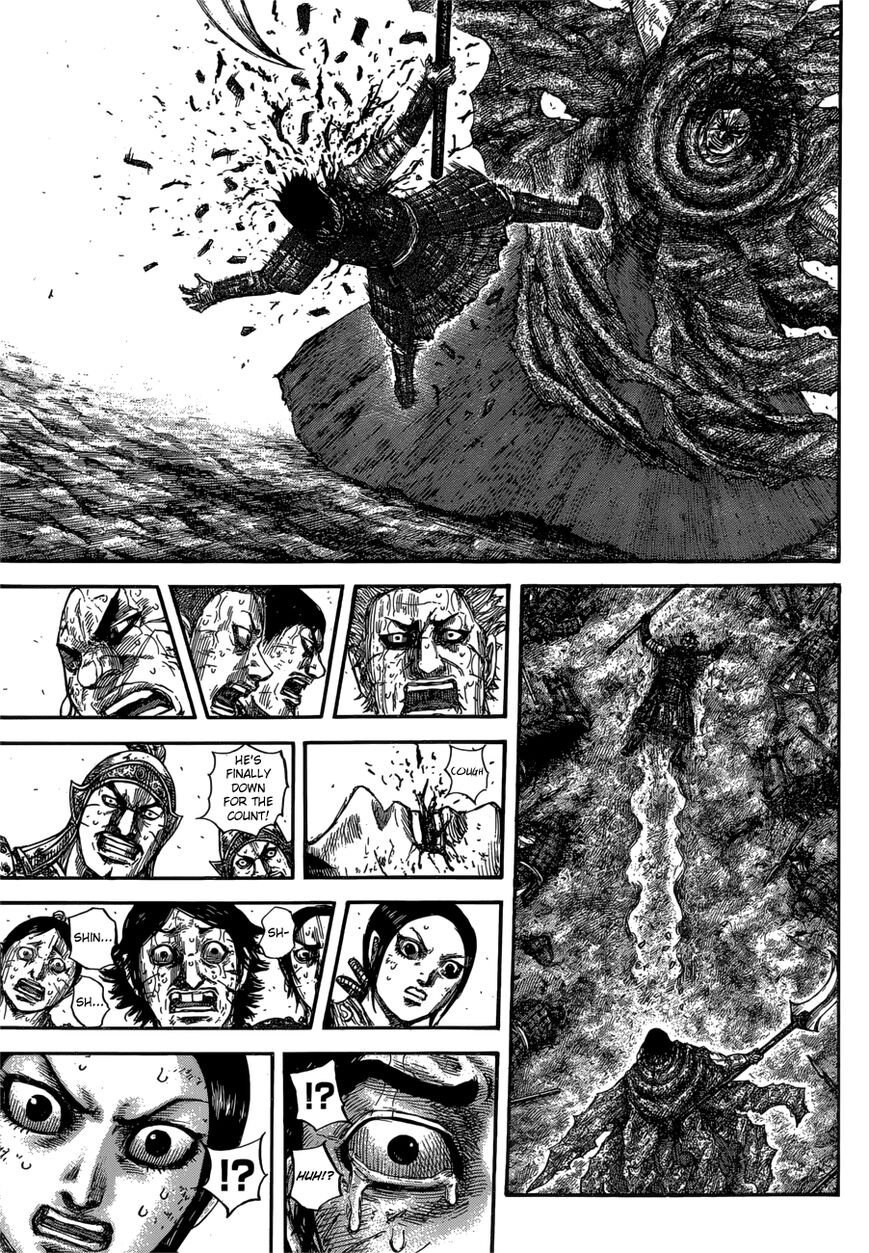 COUGH
HE'S
FINALLY
DOWN
FOR THE
COUNT!
SH-
SHIN...
SH...
!?
HUH!?
!?